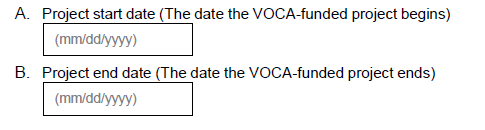 A. Project start date (The date the VOCA-funded project begins)
(mm/dd/yyyy)
B. Project end date (The date the VOCA-funded project ends)
(mm/dd/yyyy)